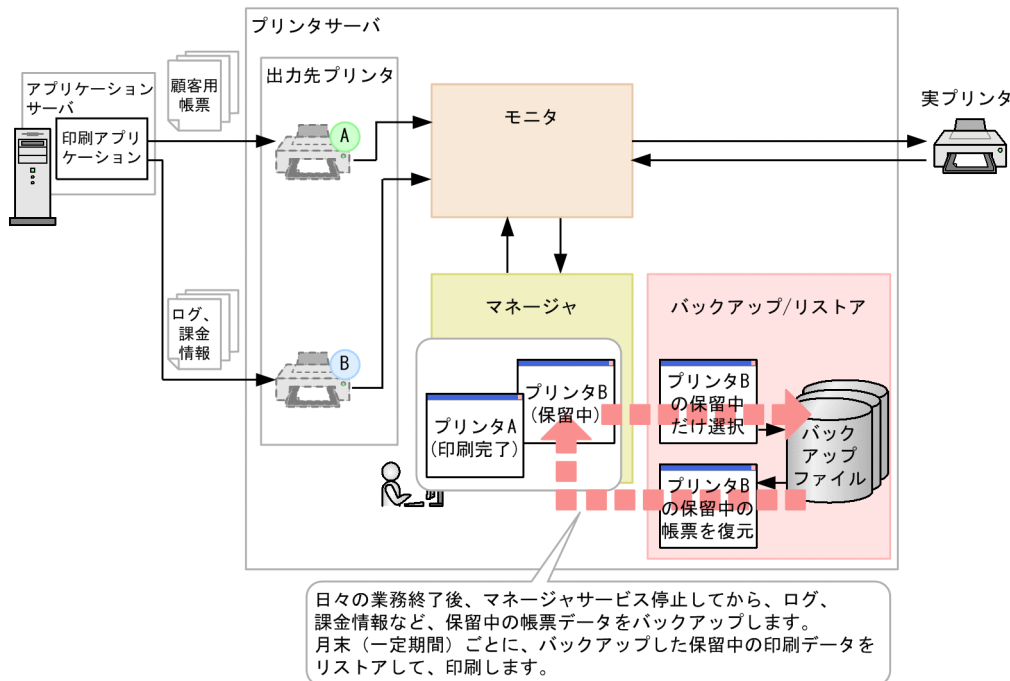 プリンタサーバ
アプリケーション
サーバ
印刷アプリ
ケーション
顧客用
帳票
ログ、
課金
情報
出力先プリンタ
A
B
モニタ
実プリンタ
マネージャ
プリンタB
(保留中)
プリンタA
(印刷完了)
バックアップ/リストア
プリンタB
の保留中
だけ選択
プリンタB
の保留中の
帳票を復元
バック
アップ
ファイル
日々の業務終了後、マネージャサービス停止してから、ログ、
課金情報など、保留中の帳票データをバックアップします。
月末(一定期間)ごとに、バックアップした保留中の印刷データを
リストアして、印刷します。